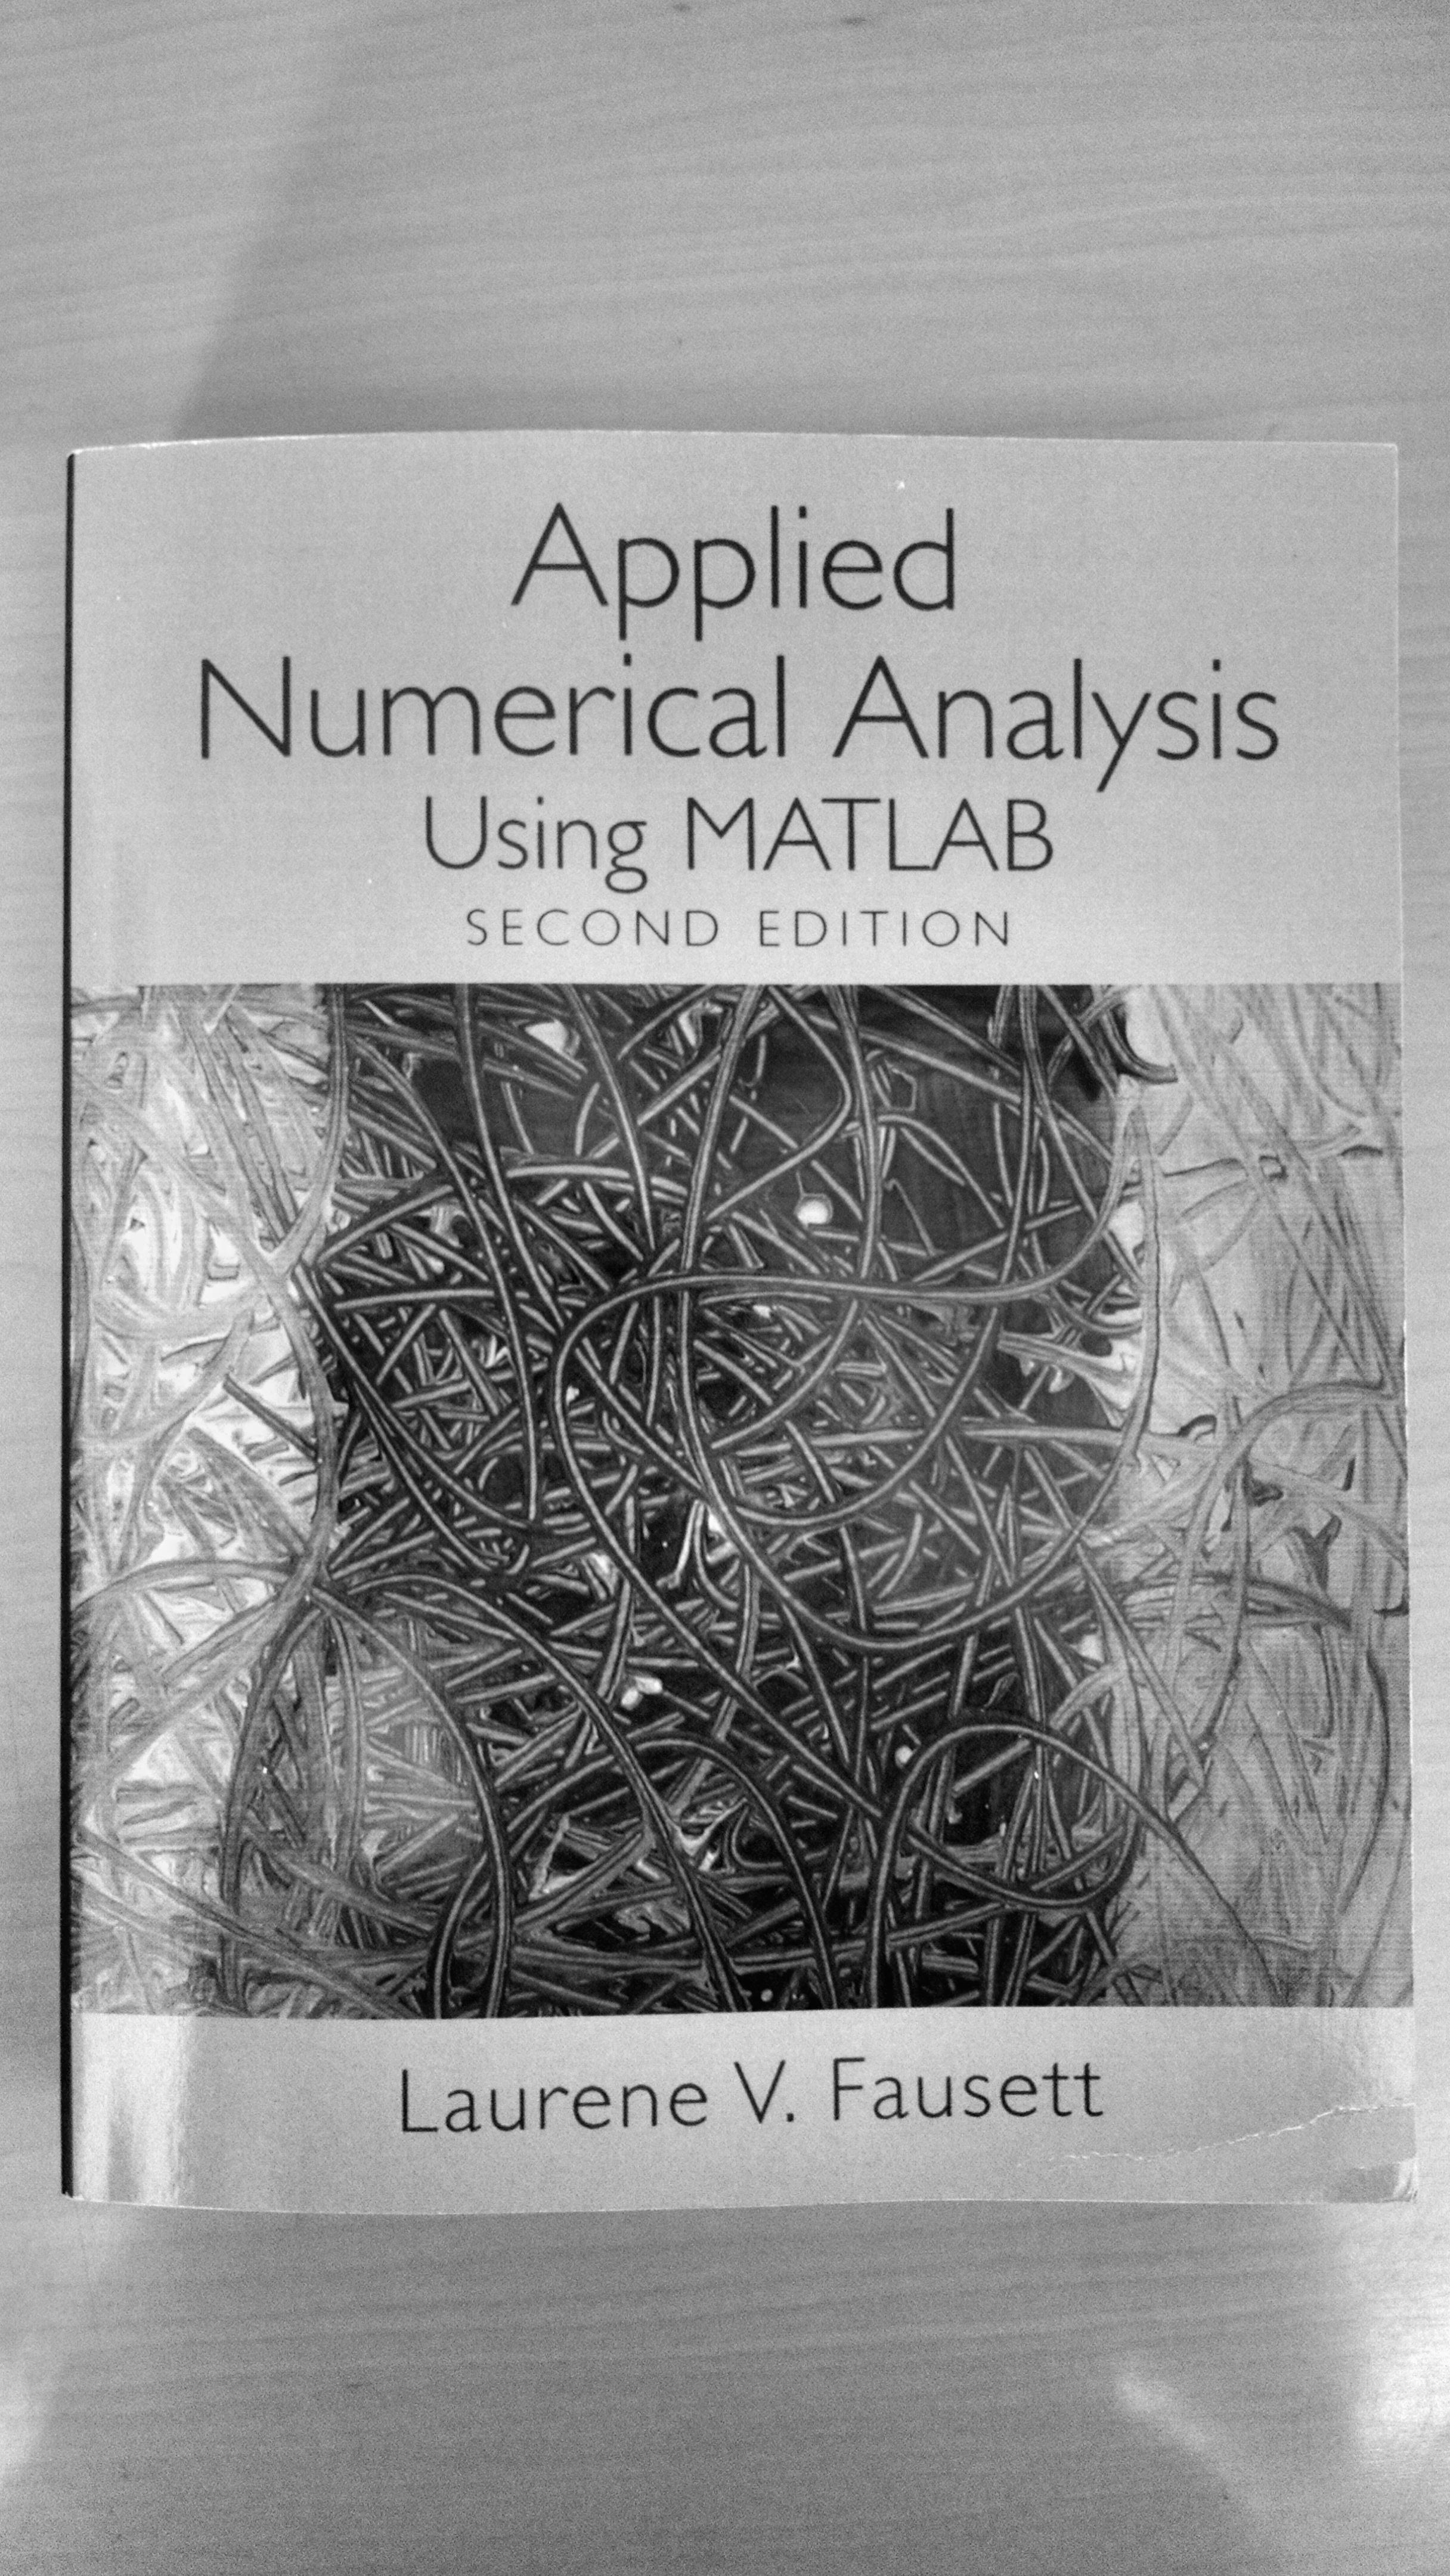 Applied
Numerical Analysis
Using MATLAB
SECOND EDITION
Laurene V. Fausett